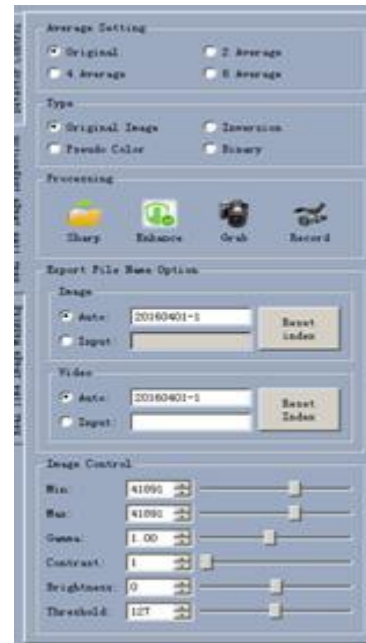 Average Setting
Original 2 Average
4 Average 8 Average
Type
Original Image Inversion
Pseudo Color Binary
Processing
Sharp Enhance Grab Record
Export File Name Option
Image
Auto: 20160401-1
Reset index
Input:
Video
Auto: 20160401-1
Reset Index
Input:
Image Control
Min: 41091
Max: 41091
Gamma: 1.00
Contrast: 1
Brightness: 0
Threshold: 127